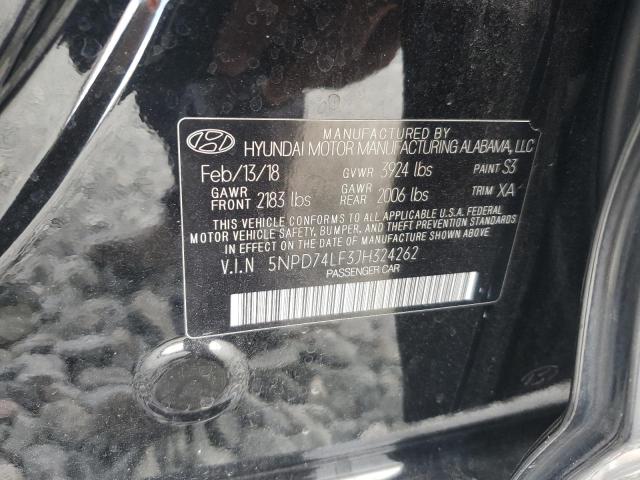 MANUFACTURED BY
HYUNDAI MOTOR MANUFACTURING ALABAMA, LLC
Feb/13/18 GVWR 3924 lbs PAINT S3
GAWR FRONT 2183 lbs GAWR REAR 2006 lbs TRIM XA
THIS VEHICLE CONFORMS TO ALL APPLICABLE U.S.A. FEDERAL
MOTOR VEHICLE SAFETY, BUMPER, AND THEFT STANDARDS
IN EFFECT ON THE DATE OF MANUFACTURE SHOWN ABOVE.
V.I.N 5NPD74LF3JH324262
PASSENGER CAR